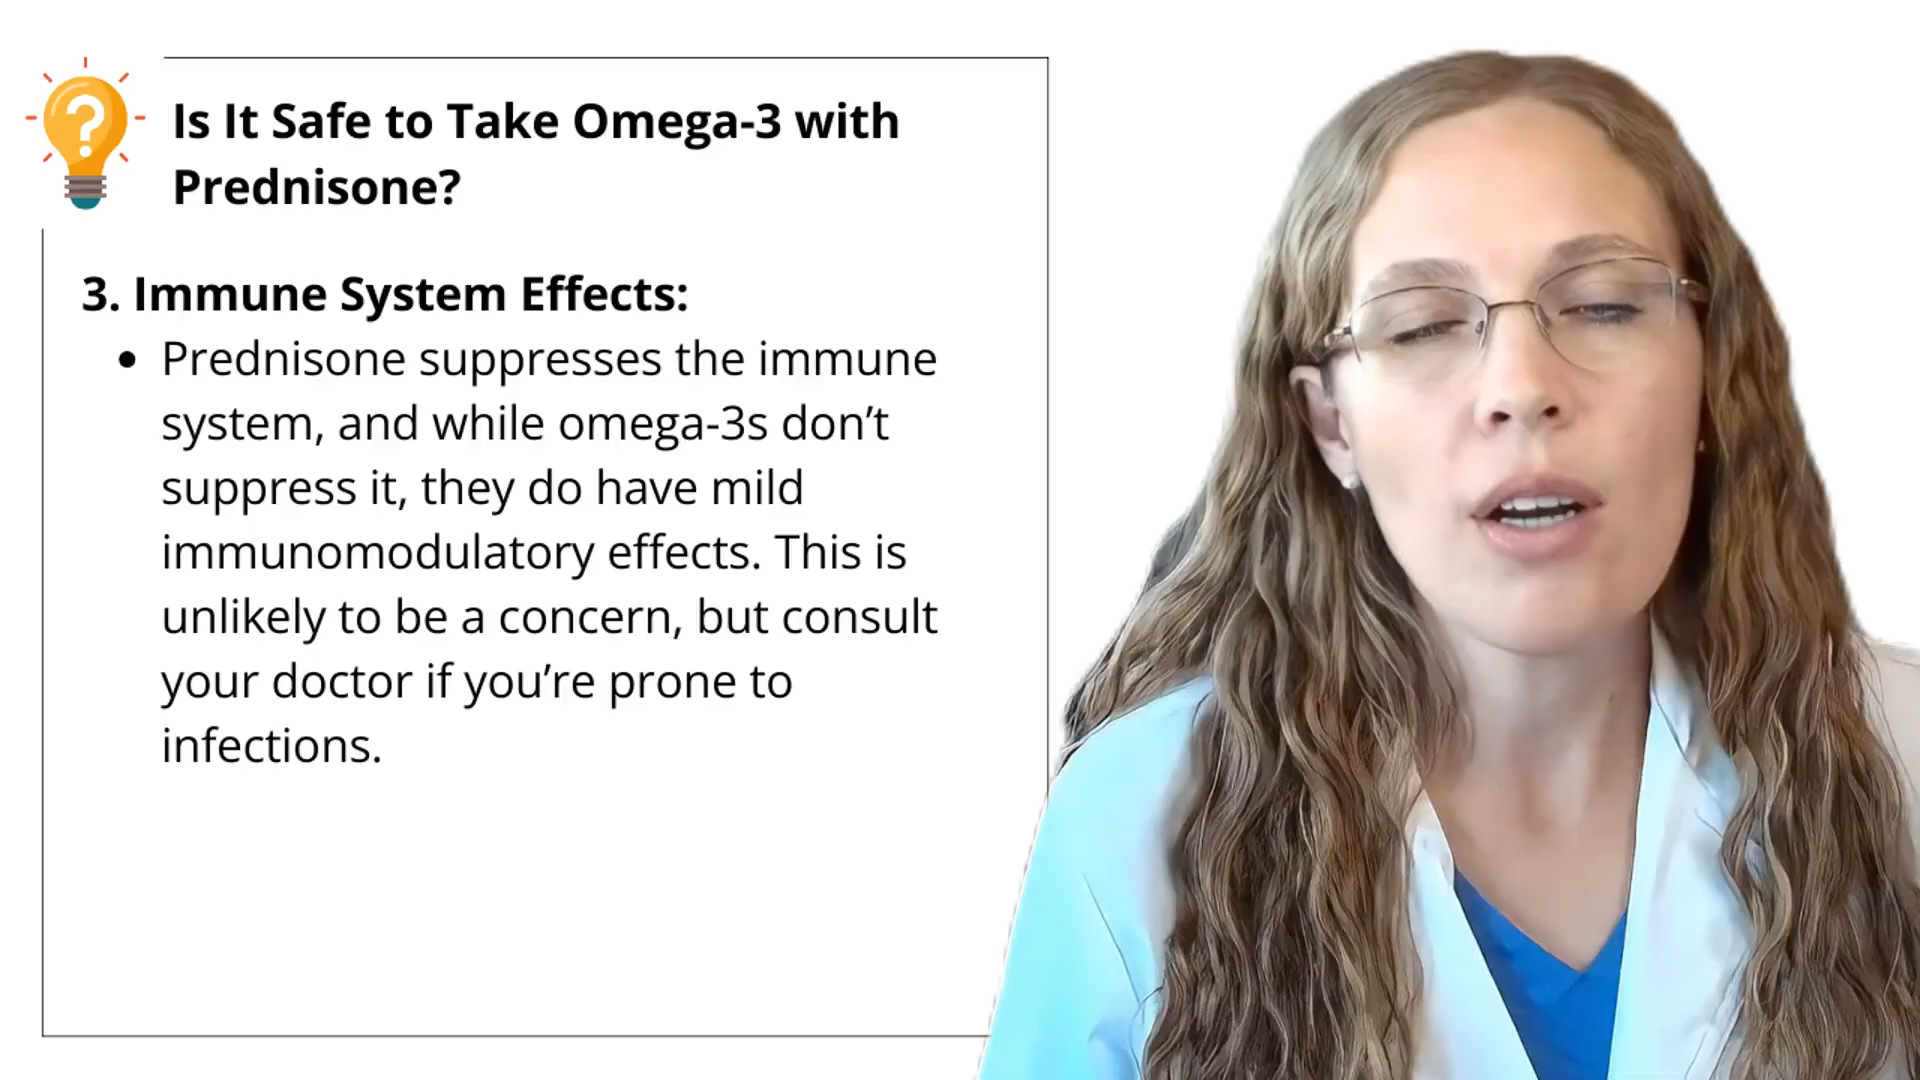 ?
Is It Safe to Take Omega-3 with
Prednisone?
3. Immune System Effects:
• Prednisone suppresses the immune
system, and while omega-3s don’t
suppress it, they do have mild
immunomodulatory effects. This is
unlikely to be a concern, but consult
your doctor if you’re prone to
infections.